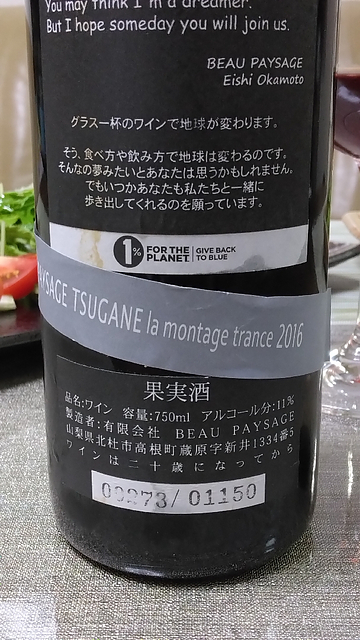 You may think I'm a dreamer.
But I hope someday you will join us.
BEAU PAYSAGE
Eishi Okamoto
グラス一杯のワインで地球が変わります。
そう、食べ方や飲み方で地球は変わるのです。
そんなの夢みたいとあなたは思うかもしれません。
でもいつかあなたも私たちと一緒に
歩き出してくれるのを願っています。
1% FOR THE PLANET | GIVE BACK TO BLUE
PAYSAGE TSUGANE la montage trance 2016
果実酒
品名:ワイン 容量:750ml アルコール分:11%
製造者:有限会社 BEAU PAYSAGE
山梨県北杜市高根町蔵原字新井1334番5
ワインは二十歳になってから
00273/01150